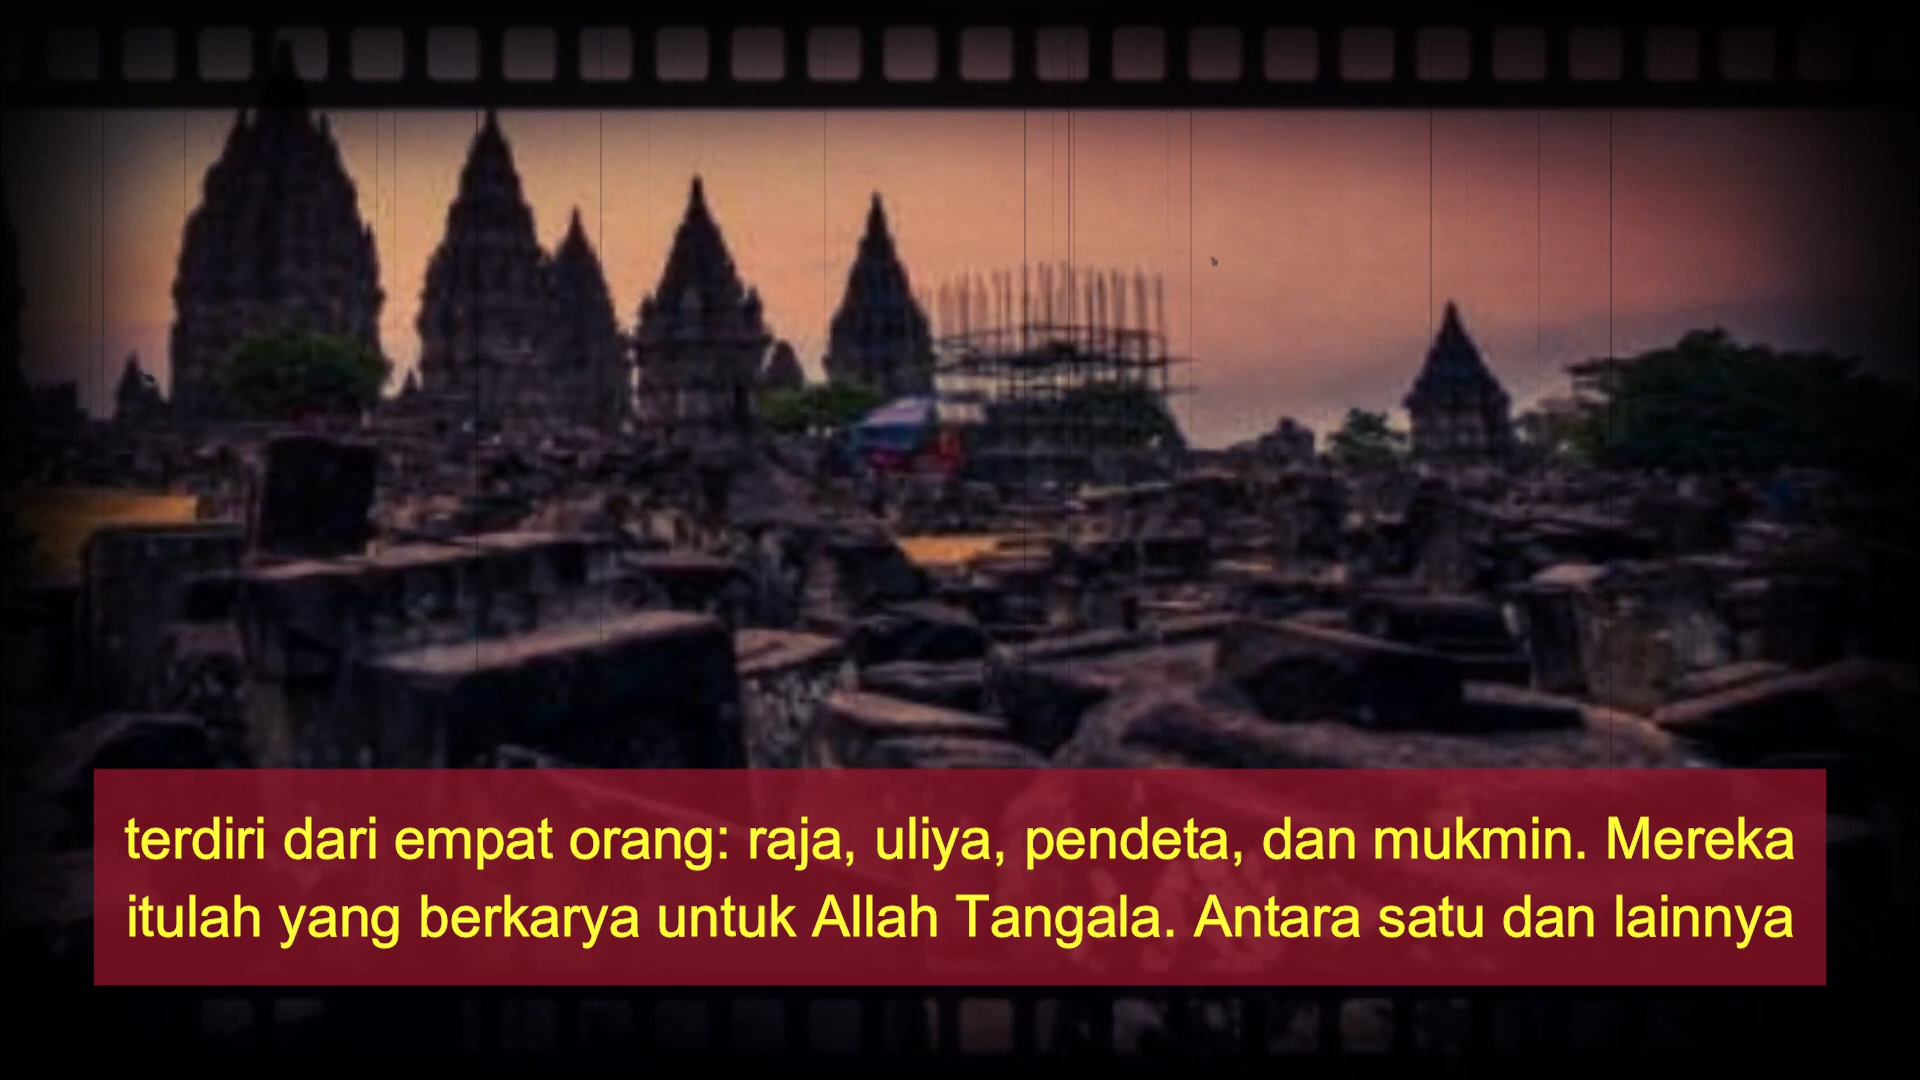 terdiri dari empat orang: raja, uliya, pendeta, dan mukmin. Mereka
itulah yang berkarya untuk Allah Tangala. Antara satu dan lainnya